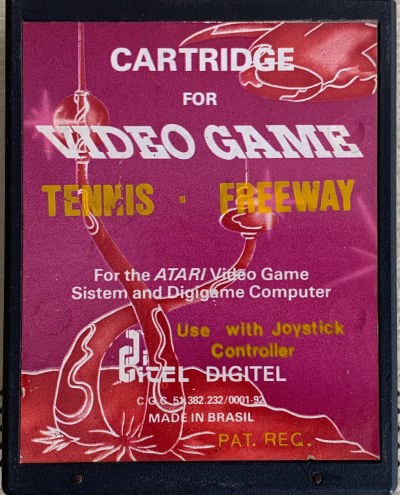 CARTRIDGE
FOR
VIDEO GAME
TENNIS · FREEWAY
For the ATARI Video Game
Sistem and Digigame Computer
Use with Joystick
Controller
DIGITEL DIGITEL
C.G.C. 51.382.232/0001-92
MADE IN BRASIL
PAT. REG.